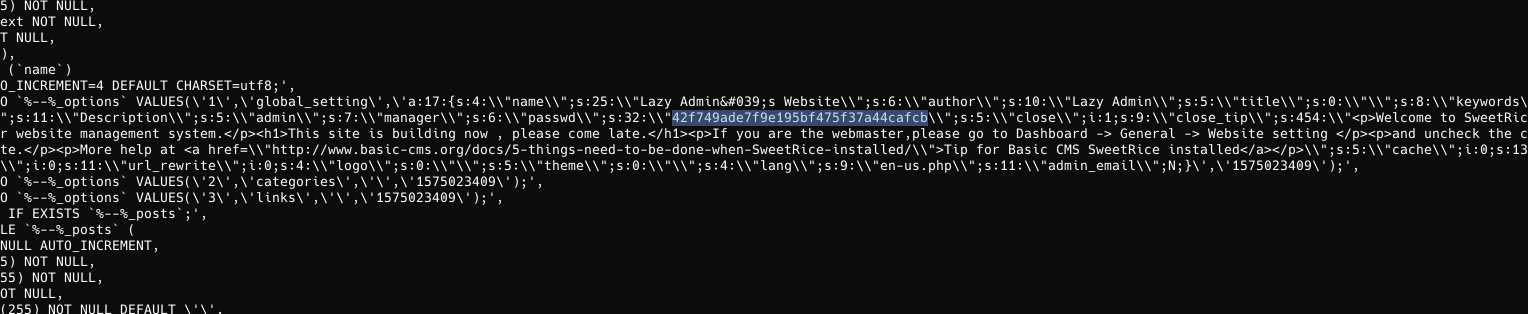 5) NOT NULL,
ext NOT NULL,
T NULL,
),
 (`name`)
O_INCREMENT=4 DEFAULT CHARSET=utf8;',
O `%--%_options` VALUES(\'1\',\'global_setting\',\'a:17:{s:4:\\"name\\";s:25:\\"Lazy Admin&#039;s Website\\";s:6:\\"author\\";s:10:\\"Lazy Admin\\";s:5:\\"title\\";s:0:\\"\\";s:8:\\"keywords\
";s:11:\\"Description\\";s:5:\\"admin\\";s:7:\\"manager\\";s:6:\\"passwd\\";s:32:\\"42f749ade7f9e195bf475f37a44cafcb\\";s:5:\\"close\\";i:1;s:9:\\"close_tip\\";s:454:\\"<p>Welcome to SweetRic
r website management system.</p><h1>This site is building now , please come late.</h1><p>If you are the webmaster,please go to Dashboard -> General -> Website setting </p><p>and uncheck the c
te.</p><p>More help at <a href=\\"http://www.basic-cms.org/docs/5-things-need-to-be-done-when-SweetRice-installed/\\">Tip for Basic CMS SweetRice installed</a></p>\\";s:5:\\"cache\\";i:0;s:13
\\";i:0;s:11:\\"url_rewrite\\";i:0;s:4:\\"logo\\";s:0:\\"\\";s:5:\\"theme\\";s:0:\\"\\";s:4:\\"lang\\";s:9:\\"en-us.php\\";s:11:\\"admin_email\\";N;}\',\'1575023409\');',
O `%--%_options` VALUES(\'2\',\'categories\',\'\',\'1575023409\');',
O `%--%_options` VALUES(\'3\',\'links\',\'\',\'1575023409\');',
 IF EXISTS `%--%_posts`;',
LE `%--%_posts` (
NULL AUTO_INCREMENT,
5) NOT NULL,
55) NOT NULL,
OT NULL,
(255) NOT NULL DEFAULT \'\',